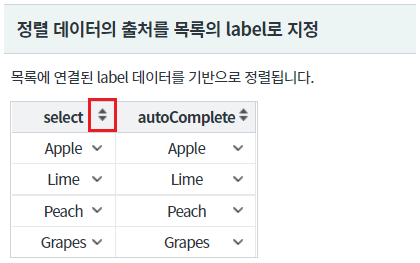 정렬 데이터의 출처를 목록의 label로 지정
목록에 연결된 label 데이터를 기반으로 정렬됩니다.
select autoComplete
Apple Apple
Lime Lime
Peach Peach
Grapes Grapes